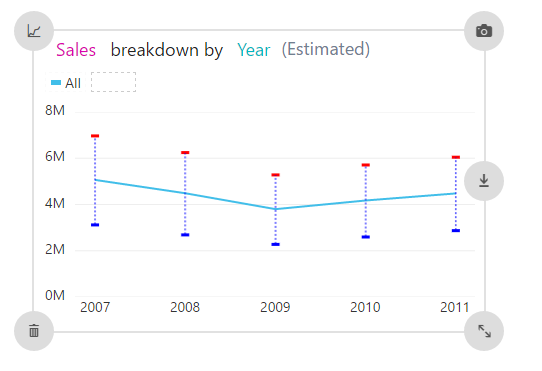 Sales breakdown by Year (Estimated)
All
8M
6M
4M
2M
0M
2007 2008 2009 2010 2011